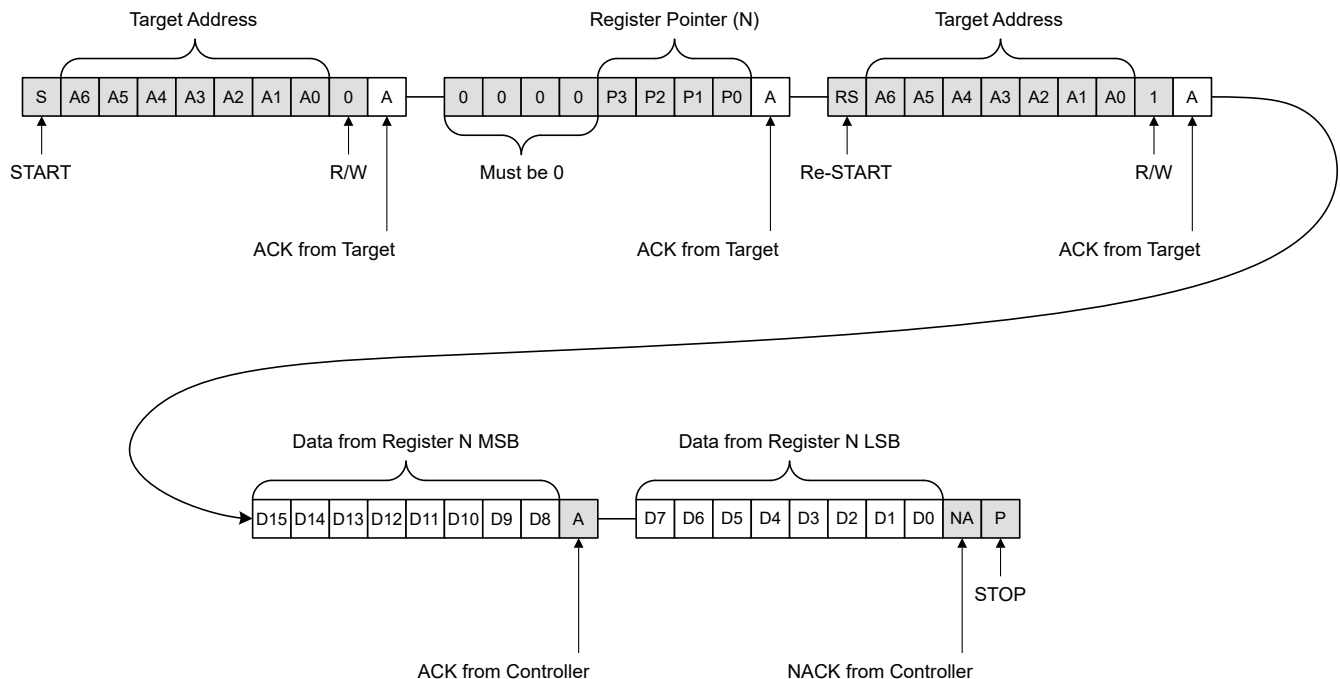 Target Address Register Pointer (N) Target Address
S A6 A5 A4 A3 A2 A1 A0 0 A 0 0 0 0 P3 P2 P1 P0 A RS A6 A5 A4 A3 A2 A1 A0 1 A
START R/W Must be 0 Re-START R/W
ACK from Target ACK from Target ACK from Target
Data from Register N MSB Data from Register N LSB
D15 D14 D13 D12 D11 D10 D9 D8 A D7 D6 D5 D4 D3 D2 D1 D0 NA P
STOP
ACK from Controller NACK from Controller